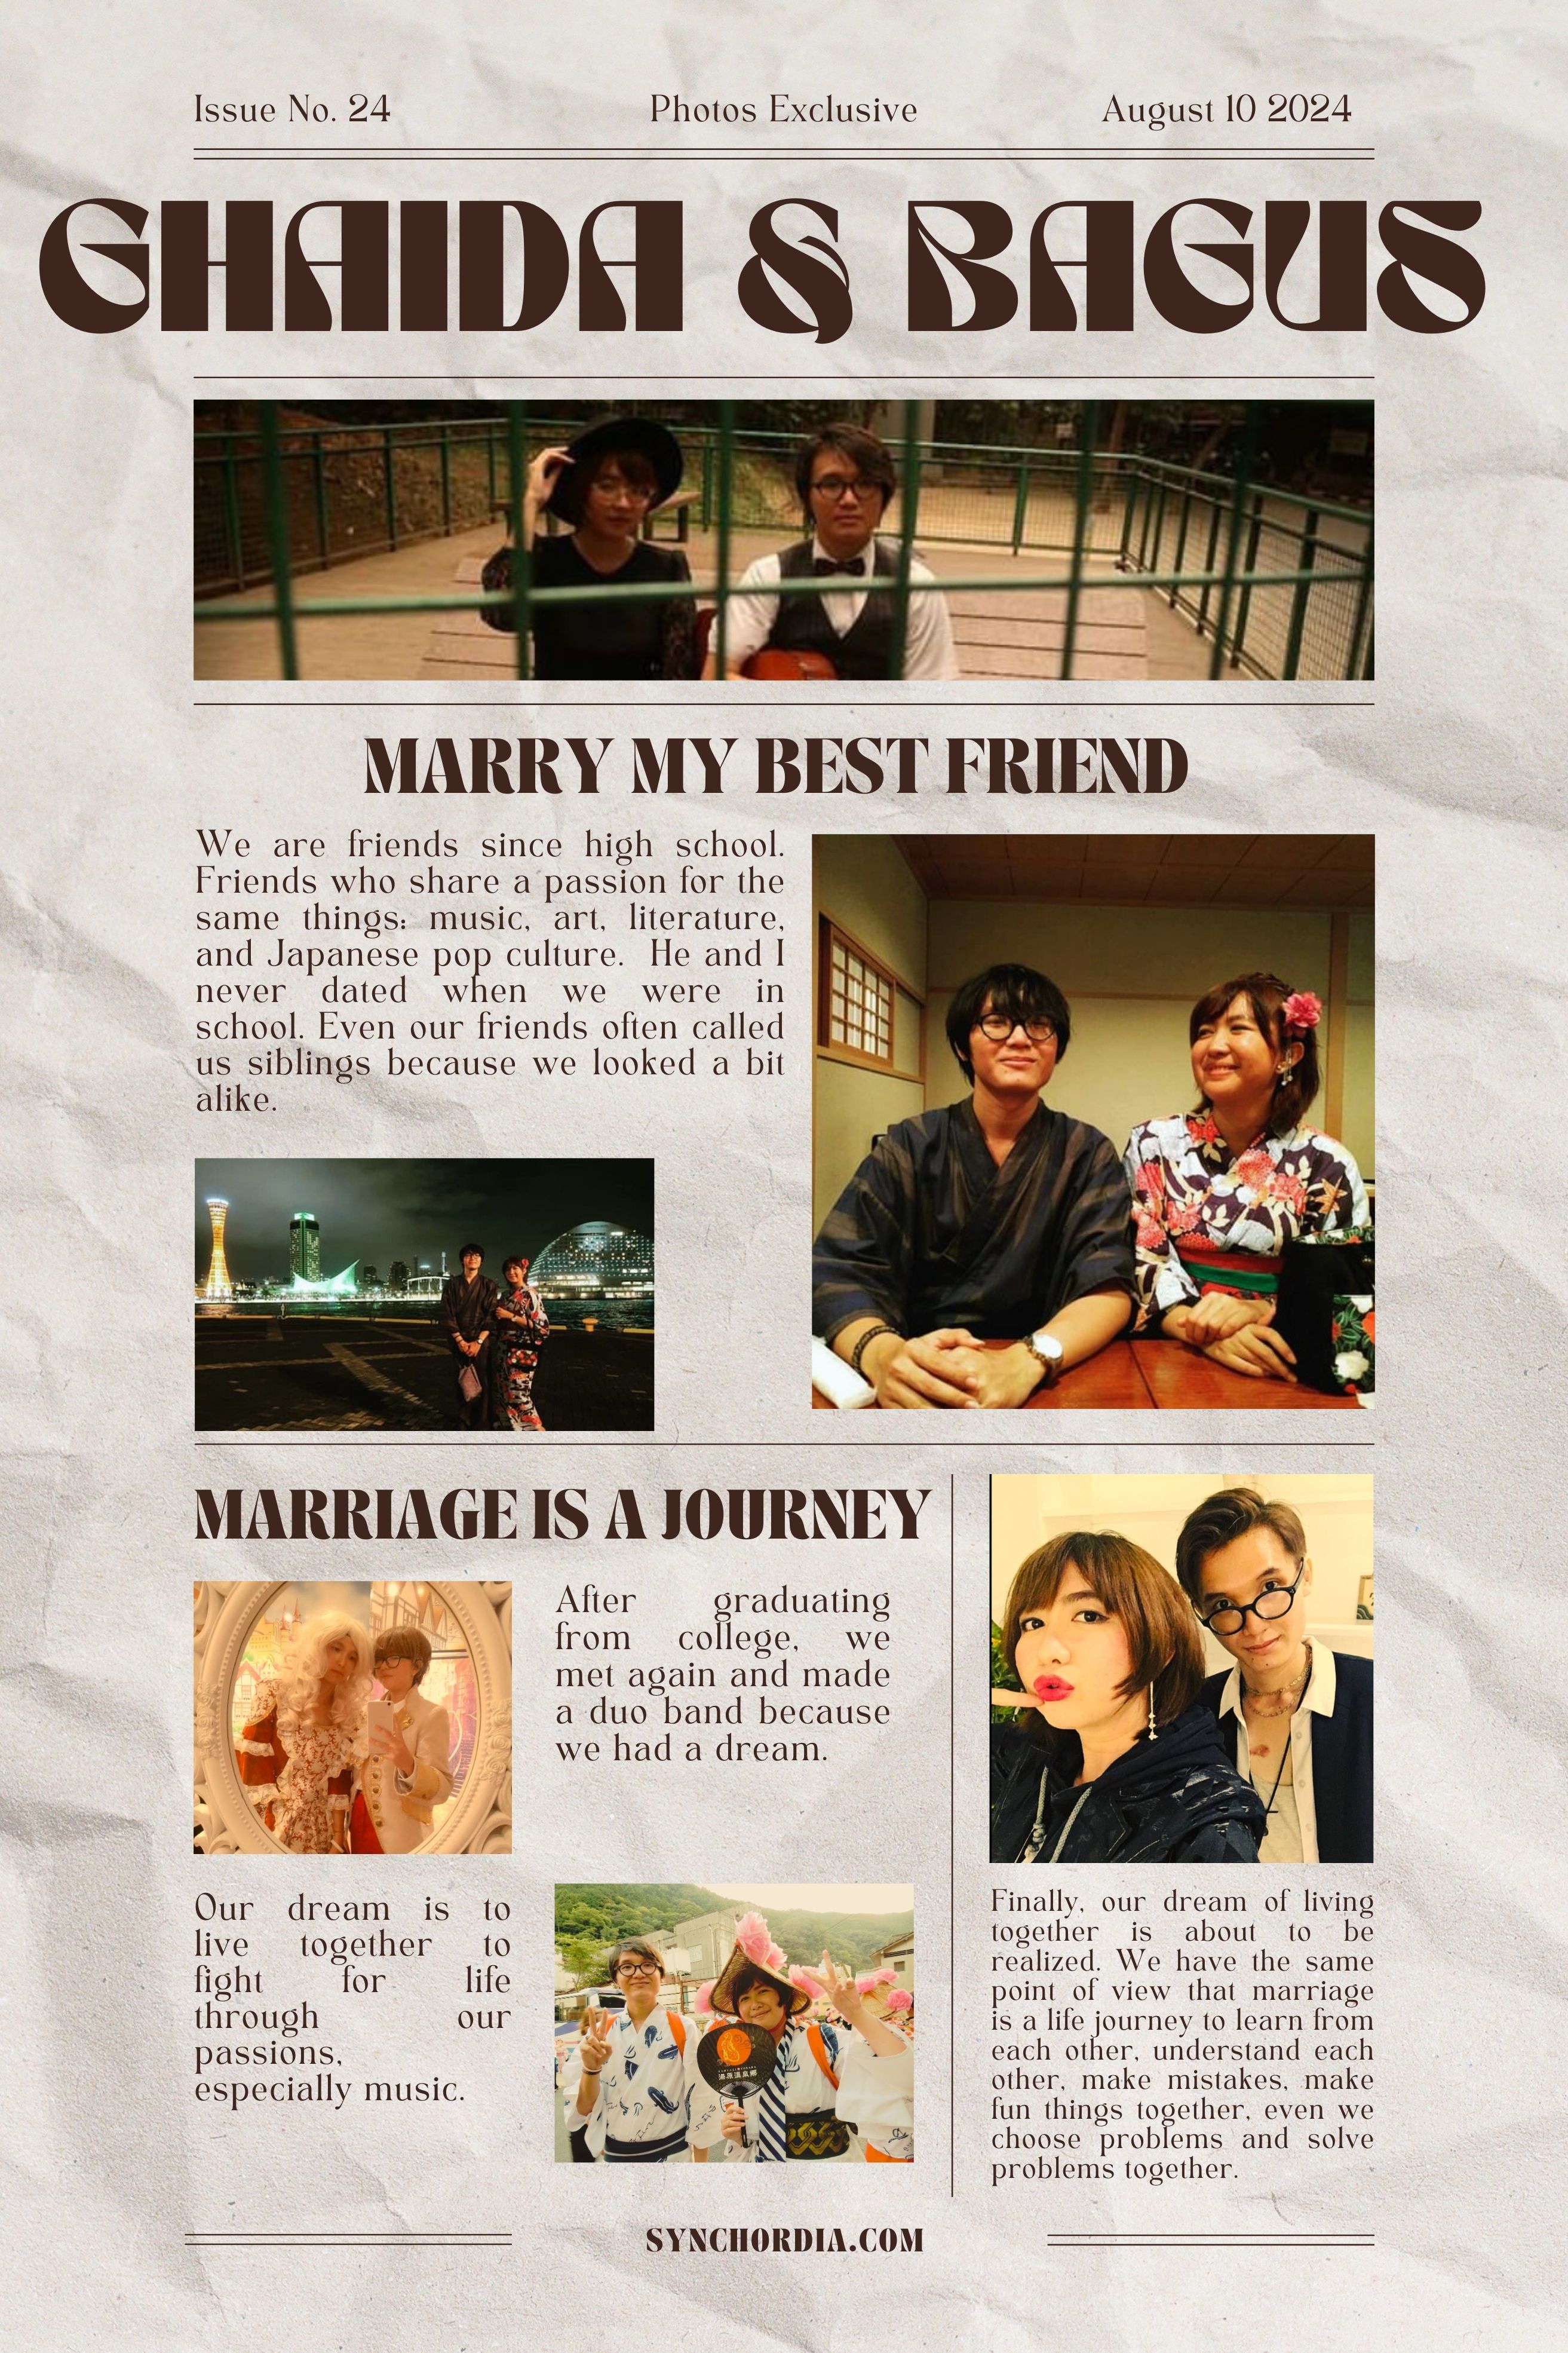 Issue No. 24
Photos Exclusive
August 10 2024
GHAIDA & BAGUS
MARRY MY BEST FRIEND
We are friends since high school.
Friends who share a passion for the
same things: music, art, literature,
and Japanese pop culture. He and I
never dated when we were in
school. Even our friends often called
us siblings because we looked a bit
alike.
MARRIAGE IS A JOURNEY
After graduating
from college, we
met again and made
a duo band because
we had a dream.
Our dream is to
live together to
fight for life
through our
passions,
especially music.
湯原温泉郷
Finally, our dream of living
together is about to be
realized. We have the same
point of view that marriage
is a life journey to learn from
each other, understand each
other, make mistakes, make
fun things together, even we
choose problems and solve
problems together.
SYNCHORDIA.COM